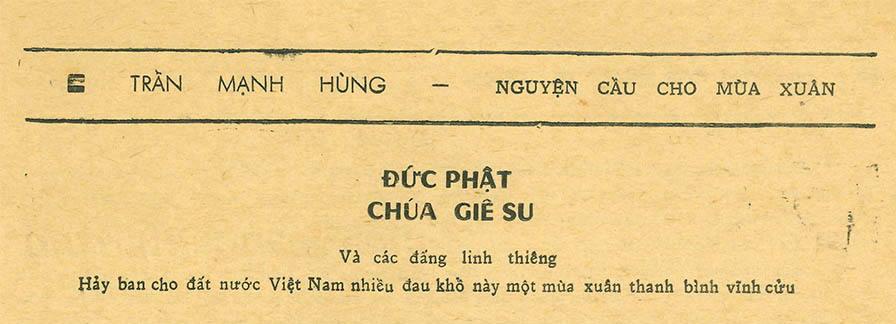 E TRẦN MẠNH HÙNG — NGUYỆN CẦU CHO MÙA XUÂN
ĐỨC PHẬT
CHÚA GIÊ SU
Và các đấng linh thiêng
Hảy ban cho đất nước Việt Nam nhiều đau khổ này một mùa xuân thanh bình vĩnh cửu